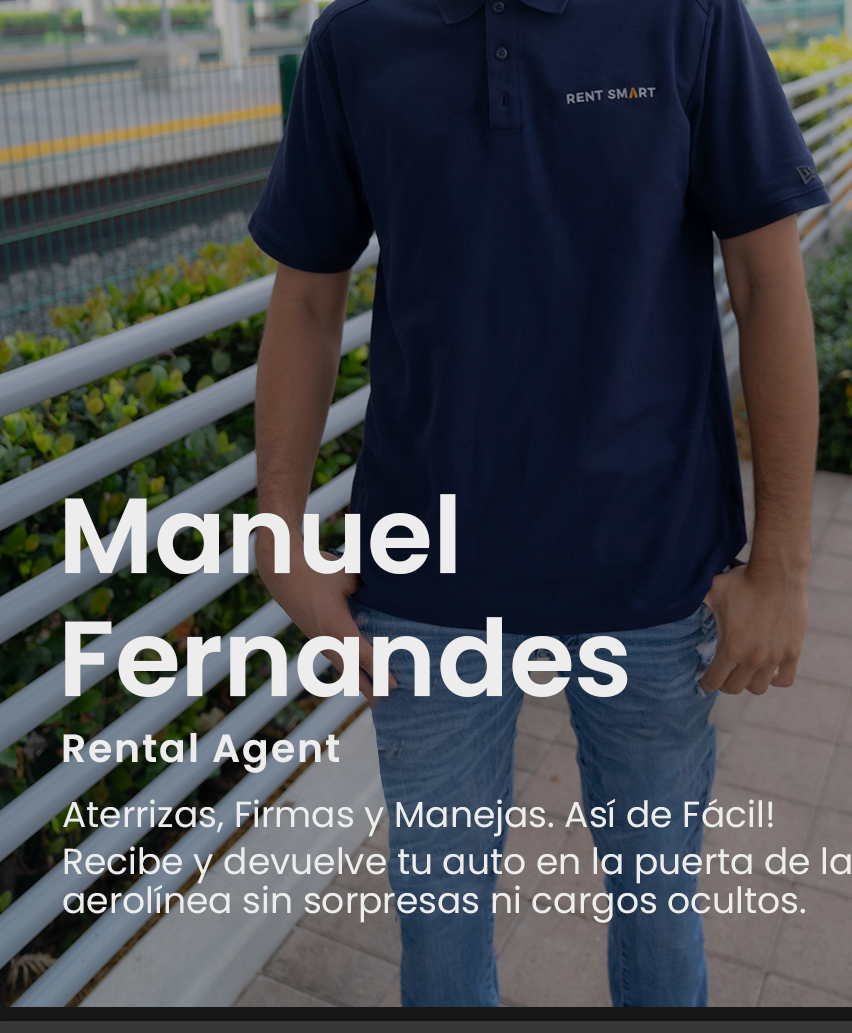 RENT SMART
Manuel
Fernandes
Rental Agent
Aterrizas, Firmas y Manejas. Así de Fácil!
Recibe y devuelve tu auto en la puerta de la
aerolínea sin sorpresas ni cargos ocultos.